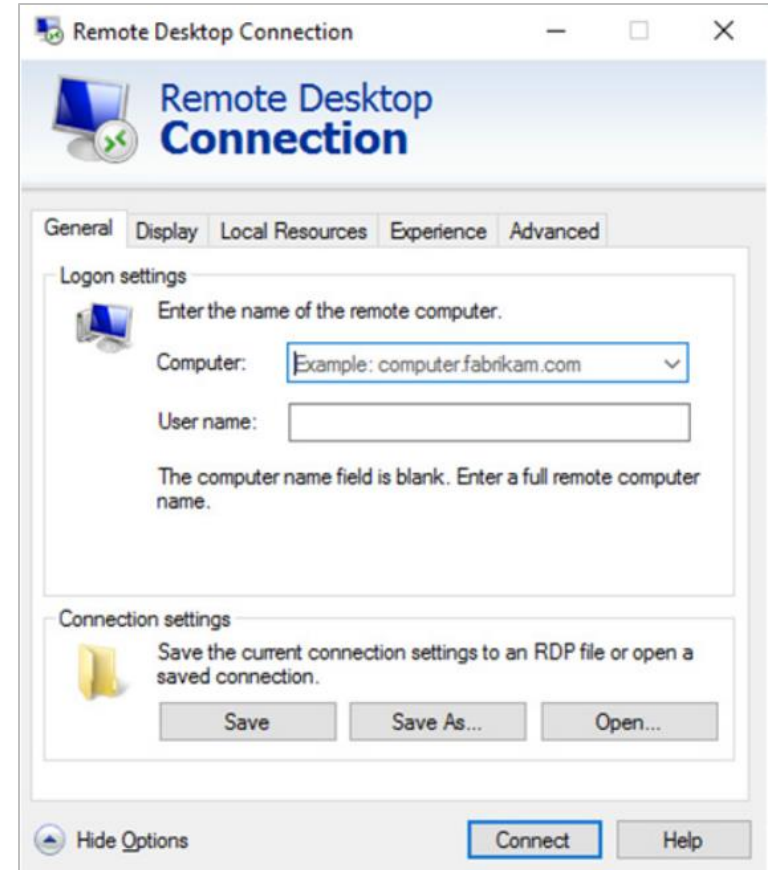 Remote Desktop Connection
Remote Desktop
Connection
General Display Local Resources Experience Advanced
Logon settings
Enter the name of the remote computer.
Computer: Example: computer.fabrikam.com
User name:
The computer name field is blank. Enter a full remote computer
name.
Connection settings
Save the current connection settings to an RDP file or open a
saved connection.
Save Save As... Open...
Hide Options Connect Help